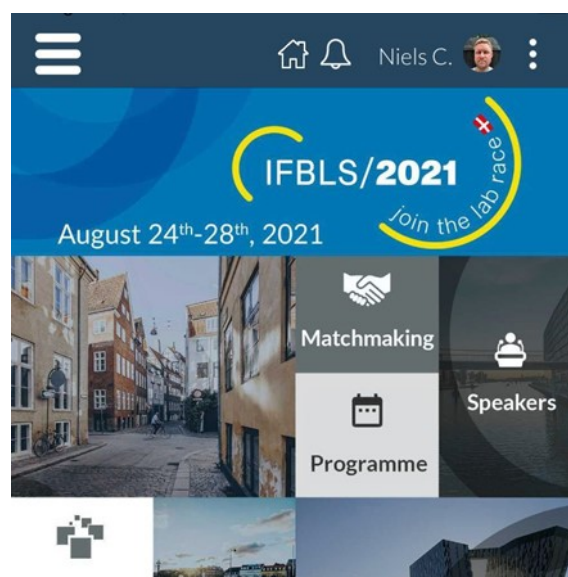 Niels C.
IFBLS/2021
join the lab race
August 24th-28th, 2021
Matchmaking
Speakers
Programme